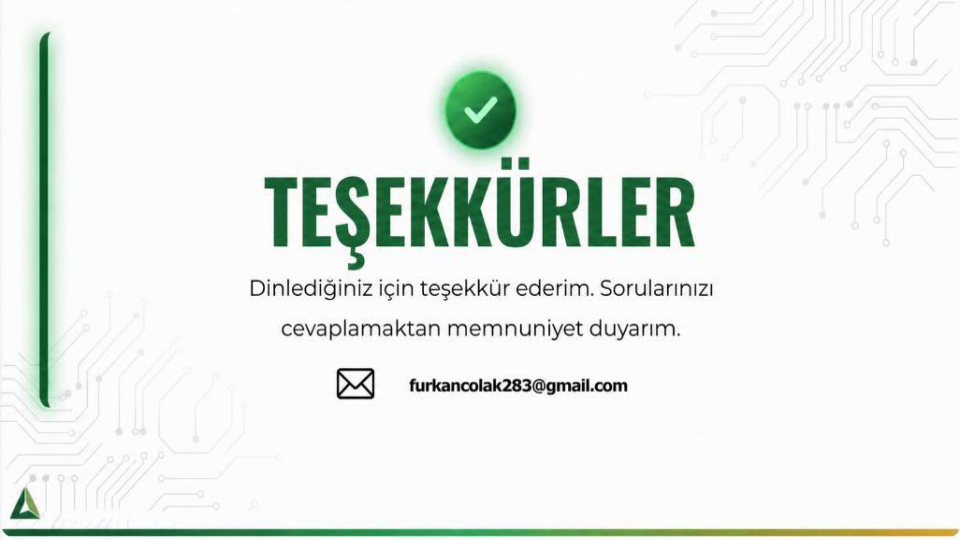 TEŞEKKÜRLER
Dinlediğiniz için teşekkür ederim. Sorularınızı
cevaplamaktan memnuniyet duyarım.
furkancolak283@gmail.com